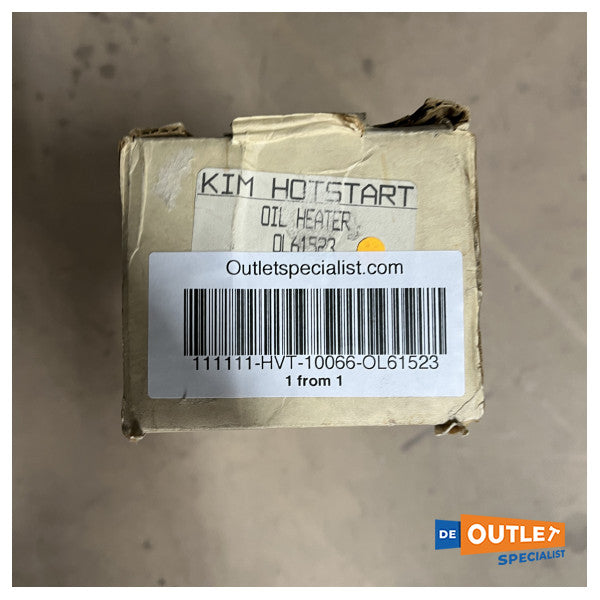 KIM HOTSTART
OIL HEATER
OL61523
Outletspecialist.com
111111-HVT-10066-OL61523
1 from 1
DE OUTLET
SPECIALIST